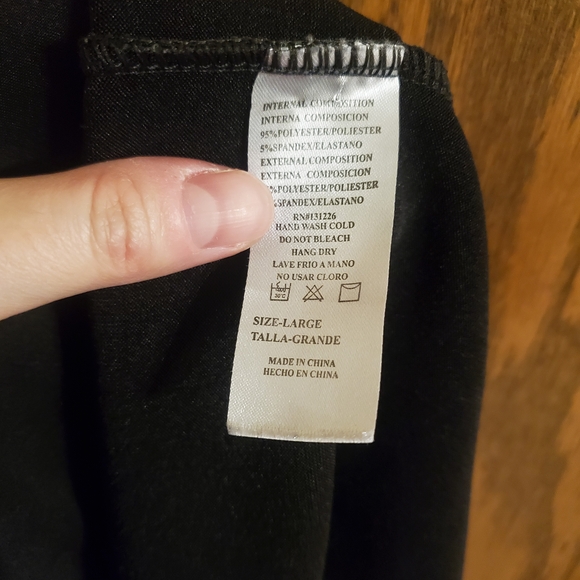 INTERNAL COMPOSITION
INTERNA COMPOSICION
95%POLYESTER/POLIESTER
5%SPANDEX/ELASTANO
EXTERNAL COMPOSITION
EXTERNA COMPOSICION
%POLYESTER/POLIESTER
%SPANDEX/ELASTANO
RN#131226
HAND WASH COLD
DO NOT BLEACH
HANG DRY
LAVE FRIO A MANO
NO USAR CLORO
30°C
SIZE-LARGE
TALLA-GRANDE
MADE IN CHINA
HECHO EN CHINA